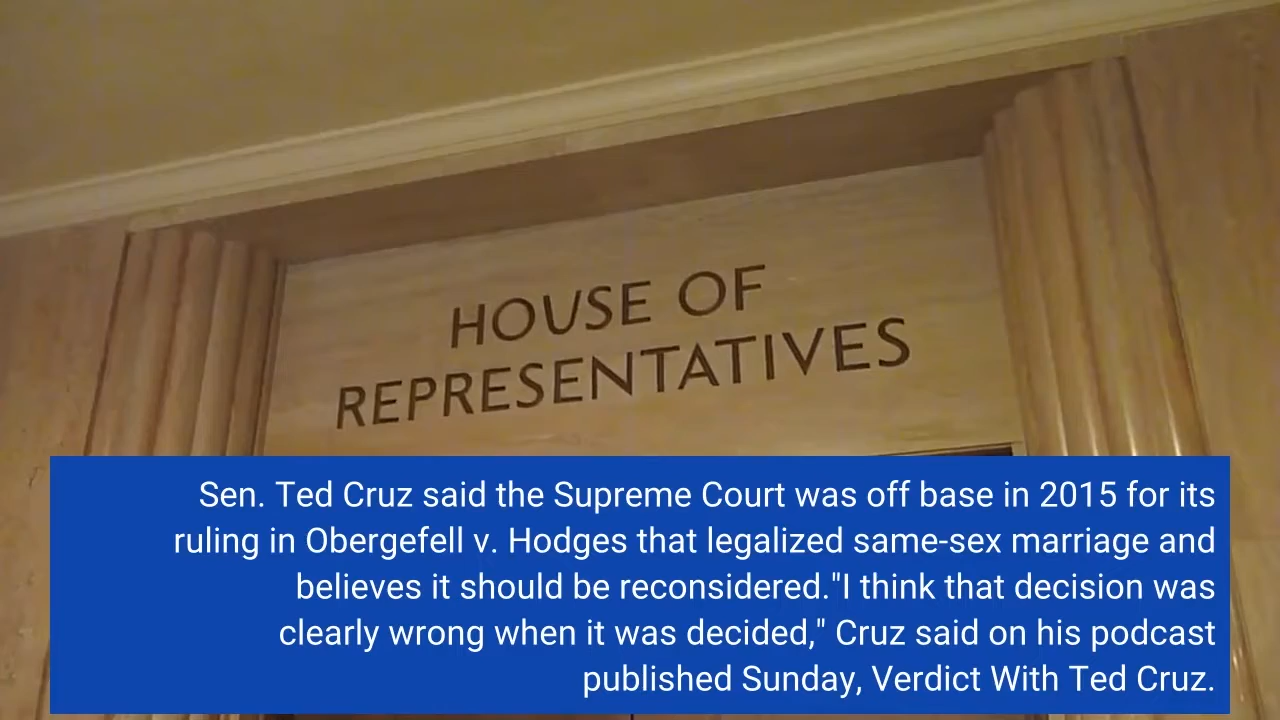 HOUSE OF
REPRESENTATIVES
Sen. Ted Cruz said the Supreme Court was off base in 2015 for its
ruling in Obergefell v. Hodges that legalized same-sex marriage and
believes it should be reconsidered."I think that decision was
clearly wrong when it was decided," Cruz said on his podcast
published Sunday, Verdict With Ted Cruz.